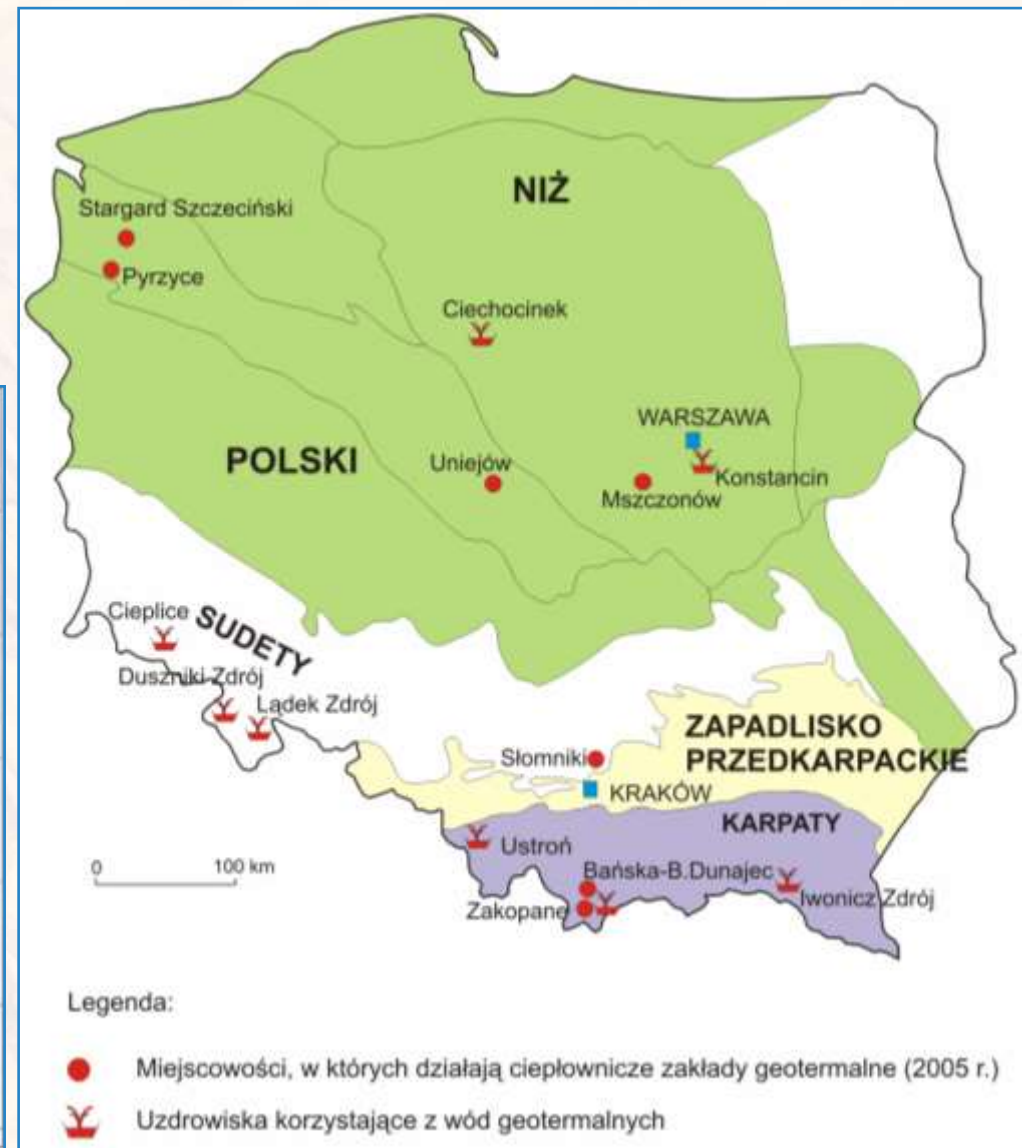 NIŻ
Stargard Szczeciński
Pyrzyce
Ciechocinek
WARSZAWA
POLSKI
Uniejów
Konstancin
Mszczonów
Cieplice
SUDETY
Duszniki Zdrój
Lądek Zdrój
ZAPADLISKO
PRZEDKARPACKIE
Słomniki
KRAKÓW
KARPATY
Ustroń
Bańska-B.Dunajec
0
100 km
Iwonicz Zdrój
Zakopane
Legenda:
Miejscowości, w których działają ciepłownicze zakłady geotermalne (2005 r.)
Uzdrowiska korzystające z wód geotermalnych